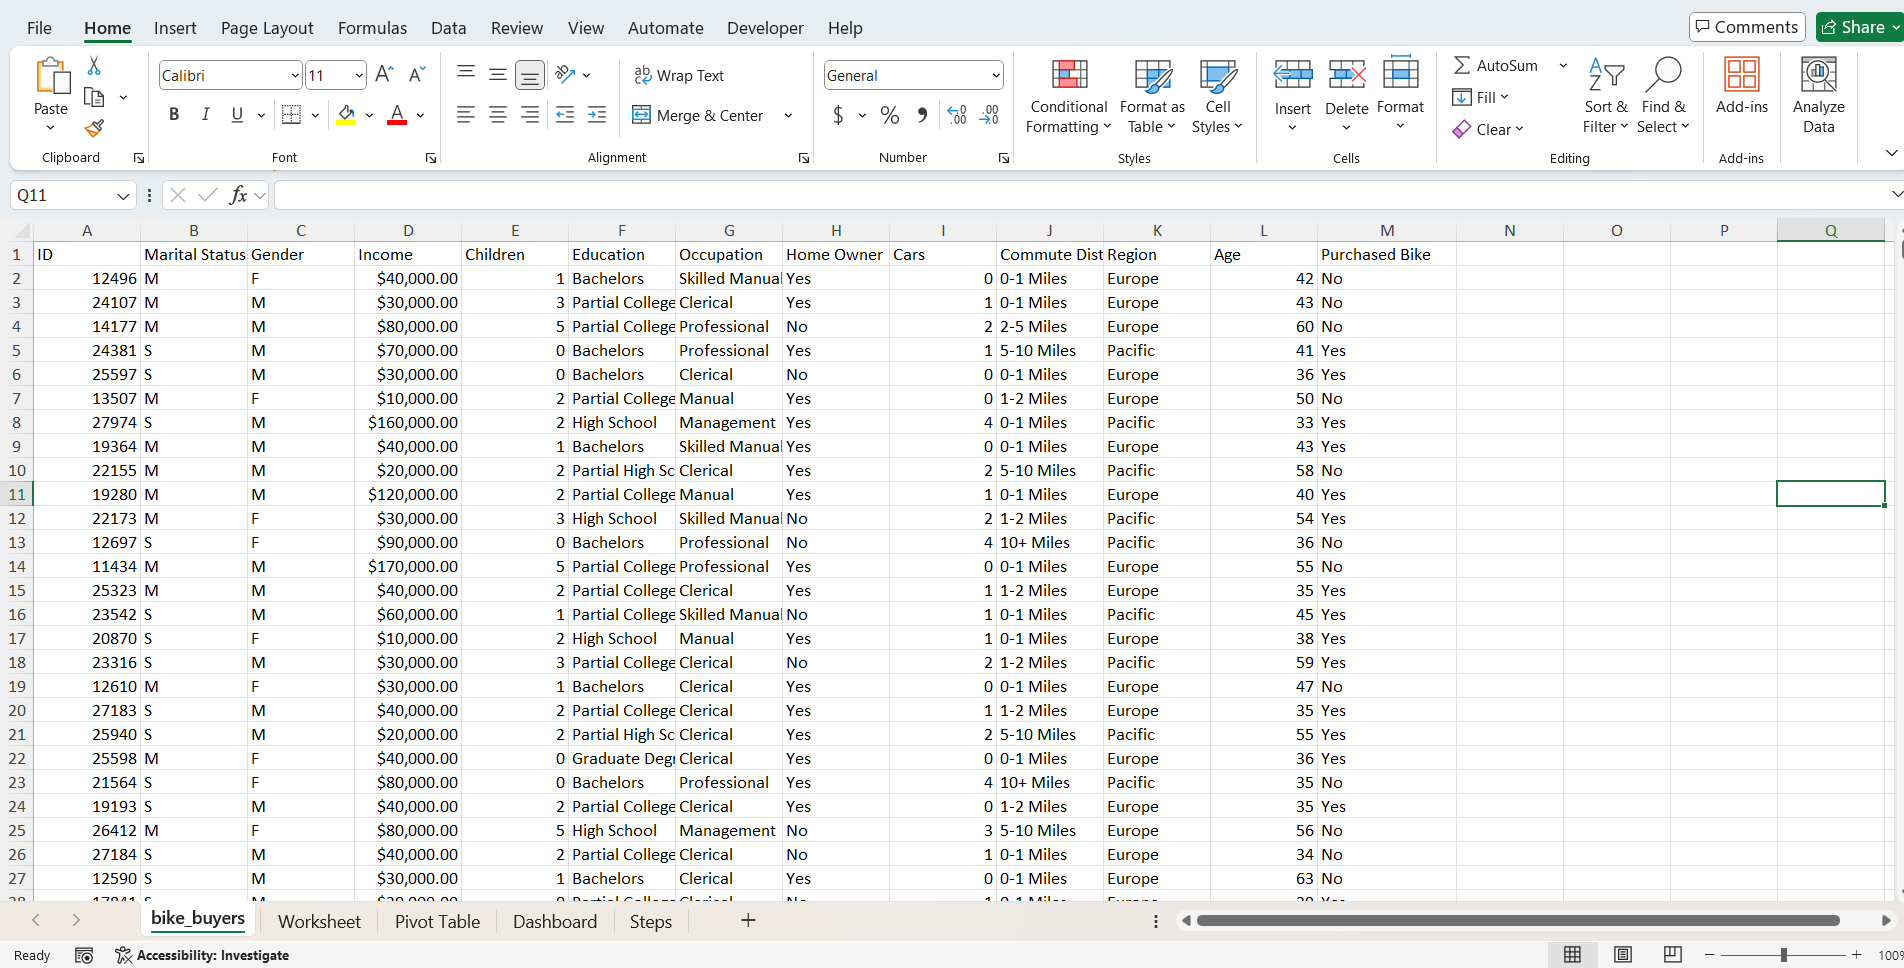 File Home Insert Page Layout Formulas Data Review View Automate Developer Help Comments Share
Calibri 11 ab Wrap Text General AutoSum
Paste Conditional Formatting Format as Table Cell Styles Insert Delete Format Fill Sort & Filter Find & Select Add-ins Analyze Data
B I U A Merge & Center $ % Clear
Clipboard Font Alignment Number Styles Cells Editing Add-ins
Q11 fx
A B C D E F G H I J K L M N O P Q
1 ID Marital Status Gender Income Children Education Occupation Home Owner Cars Commute Dist Region Age Purchased Bike
2 12496 M F $40,000.00 1 Bachelors Skilled Manual Yes 0 0-1 Miles Europe 42 No
3 24107 M M $30,000.00 3 Partial College Clerical Yes 1 0-1 Miles Europe 43 No
4 14177 M M $80,000.00 5 Partial College Professional No 2 2-5 Miles Europe 60 No
5 24381 S M $70,000.00 0 Bachelors Professional Yes 1 5-10 Miles Pacific 41 Yes
6 25597 S M $30,000.00 0 Bachelors Clerical No 0 0-1 Miles Europe 36 Yes
7 13507 M F $10,000.00 2 Partial College Manual Yes 0 1-2 Miles Europe 50 No
8 27974 S M $160,000.00 2 High School Management Yes 4 0-1 Miles Pacific 33 Yes
9 19364 M M $40,000.00 1 Bachelors Skilled Manual Yes 0 0-1 Miles Europe 43 Yes
10 22155 M M $20,000.00 2 Partial High Sc Clerical Yes 2 5-10 Miles Pacific 58 No
11 19280 M M $120,000.00 2 Partial College Manual Yes 1 0-1 Miles Europe 40 Yes
12 22173 M F $30,000.00 3 High School Skilled Manual No 2 1-2 Miles Pacific 54 Yes
13 12697 S F $90,000.00 0 Bachelors Professional No 4 10+ Miles Pacific 36 No
14 11434 M M $170,000.00 5 Partial College Professional Yes 0 0-1 Miles Europe 55 No
15 25323 M M $40,000.00 2 Partial College Clerical Yes 1 1-2 Miles Europe 35 Yes
16 23542 S M $60,000.00 1 Partial College Skilled Manual No 1 0-1 Miles Pacific 45 Yes
17 20870 S F $10,000.00 2 High School Manual Yes 1 0-1 Miles Europe 38 Yes
18 23316 S M $30,000.00 3 Partial College Clerical No 2 1-2 Miles Pacific 59 Yes
19 12610 M F $30,000.00 1 Bachelors Clerical Yes 0 0-1 Miles Europe 47 No
20 27183 S M $40,000.00 2 Partial College Clerical Yes 1 1-2 Miles Europe 35 Yes
21 25940 S M $20,000.00 2 Partial High Sc Clerical Yes 2 5-10 Miles Pacific 55 Yes
22 25598 M F $40,000.00 0 Graduate Degr Clerical Yes 0 0-1 Miles Europe 36 Yes
23 21564 S F $80,000.00 0 Bachelors Professional Yes 4 10+ Miles Pacific 35 No
24 19193 S M $40,000.00 2 Partial College Clerical Yes 0 1-2 Miles Europe 35 Yes
25 26412 M F $80,000.00 5 High School Management No 3 5-10 Miles Europe 56 No
26 27184 S M $40,000.00 2 Partial College Clerical No 1 0-1 Miles Europe 34 No
27 12590 S M $30,000.00 1 Bachelors Clerical Yes 0 0-1 Miles Europe 63 No
bike_buyers Worksheet Pivot Table Dashboard Steps
Ready Accessibility: Investigate 100%